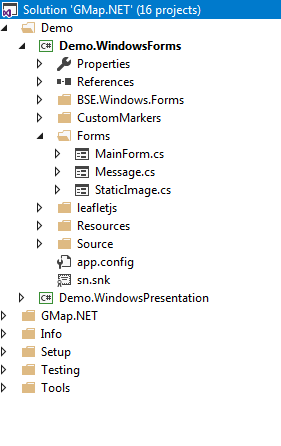 Solution 'GMap.NET' (16 projects)
Demo
Demo.WindowsForms
Properties
References
BSE.Windows.Forms
CustomMarkers
Forms
MainForm.cs
Message.cs
StaticImage.cs
leafletjs
Resources
Source
app.config
sn.snk
Demo.WindowsPresentation
GMap.NET
Info
Setup
Testing
Tools